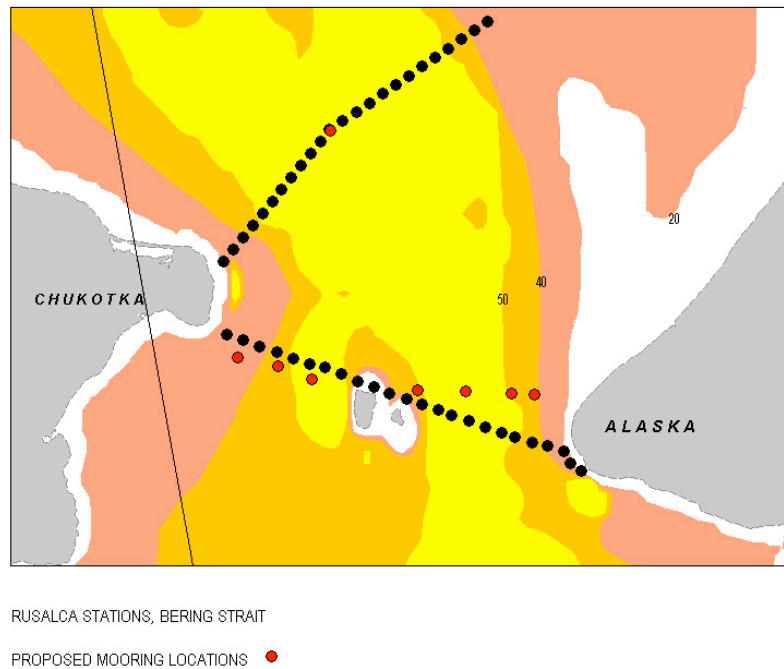 20
40
50
CHUKOTKA
ALASKA
RUSALCA STATIONS, BERING STRAIT
PROPOSED MOORING LOCATIONS